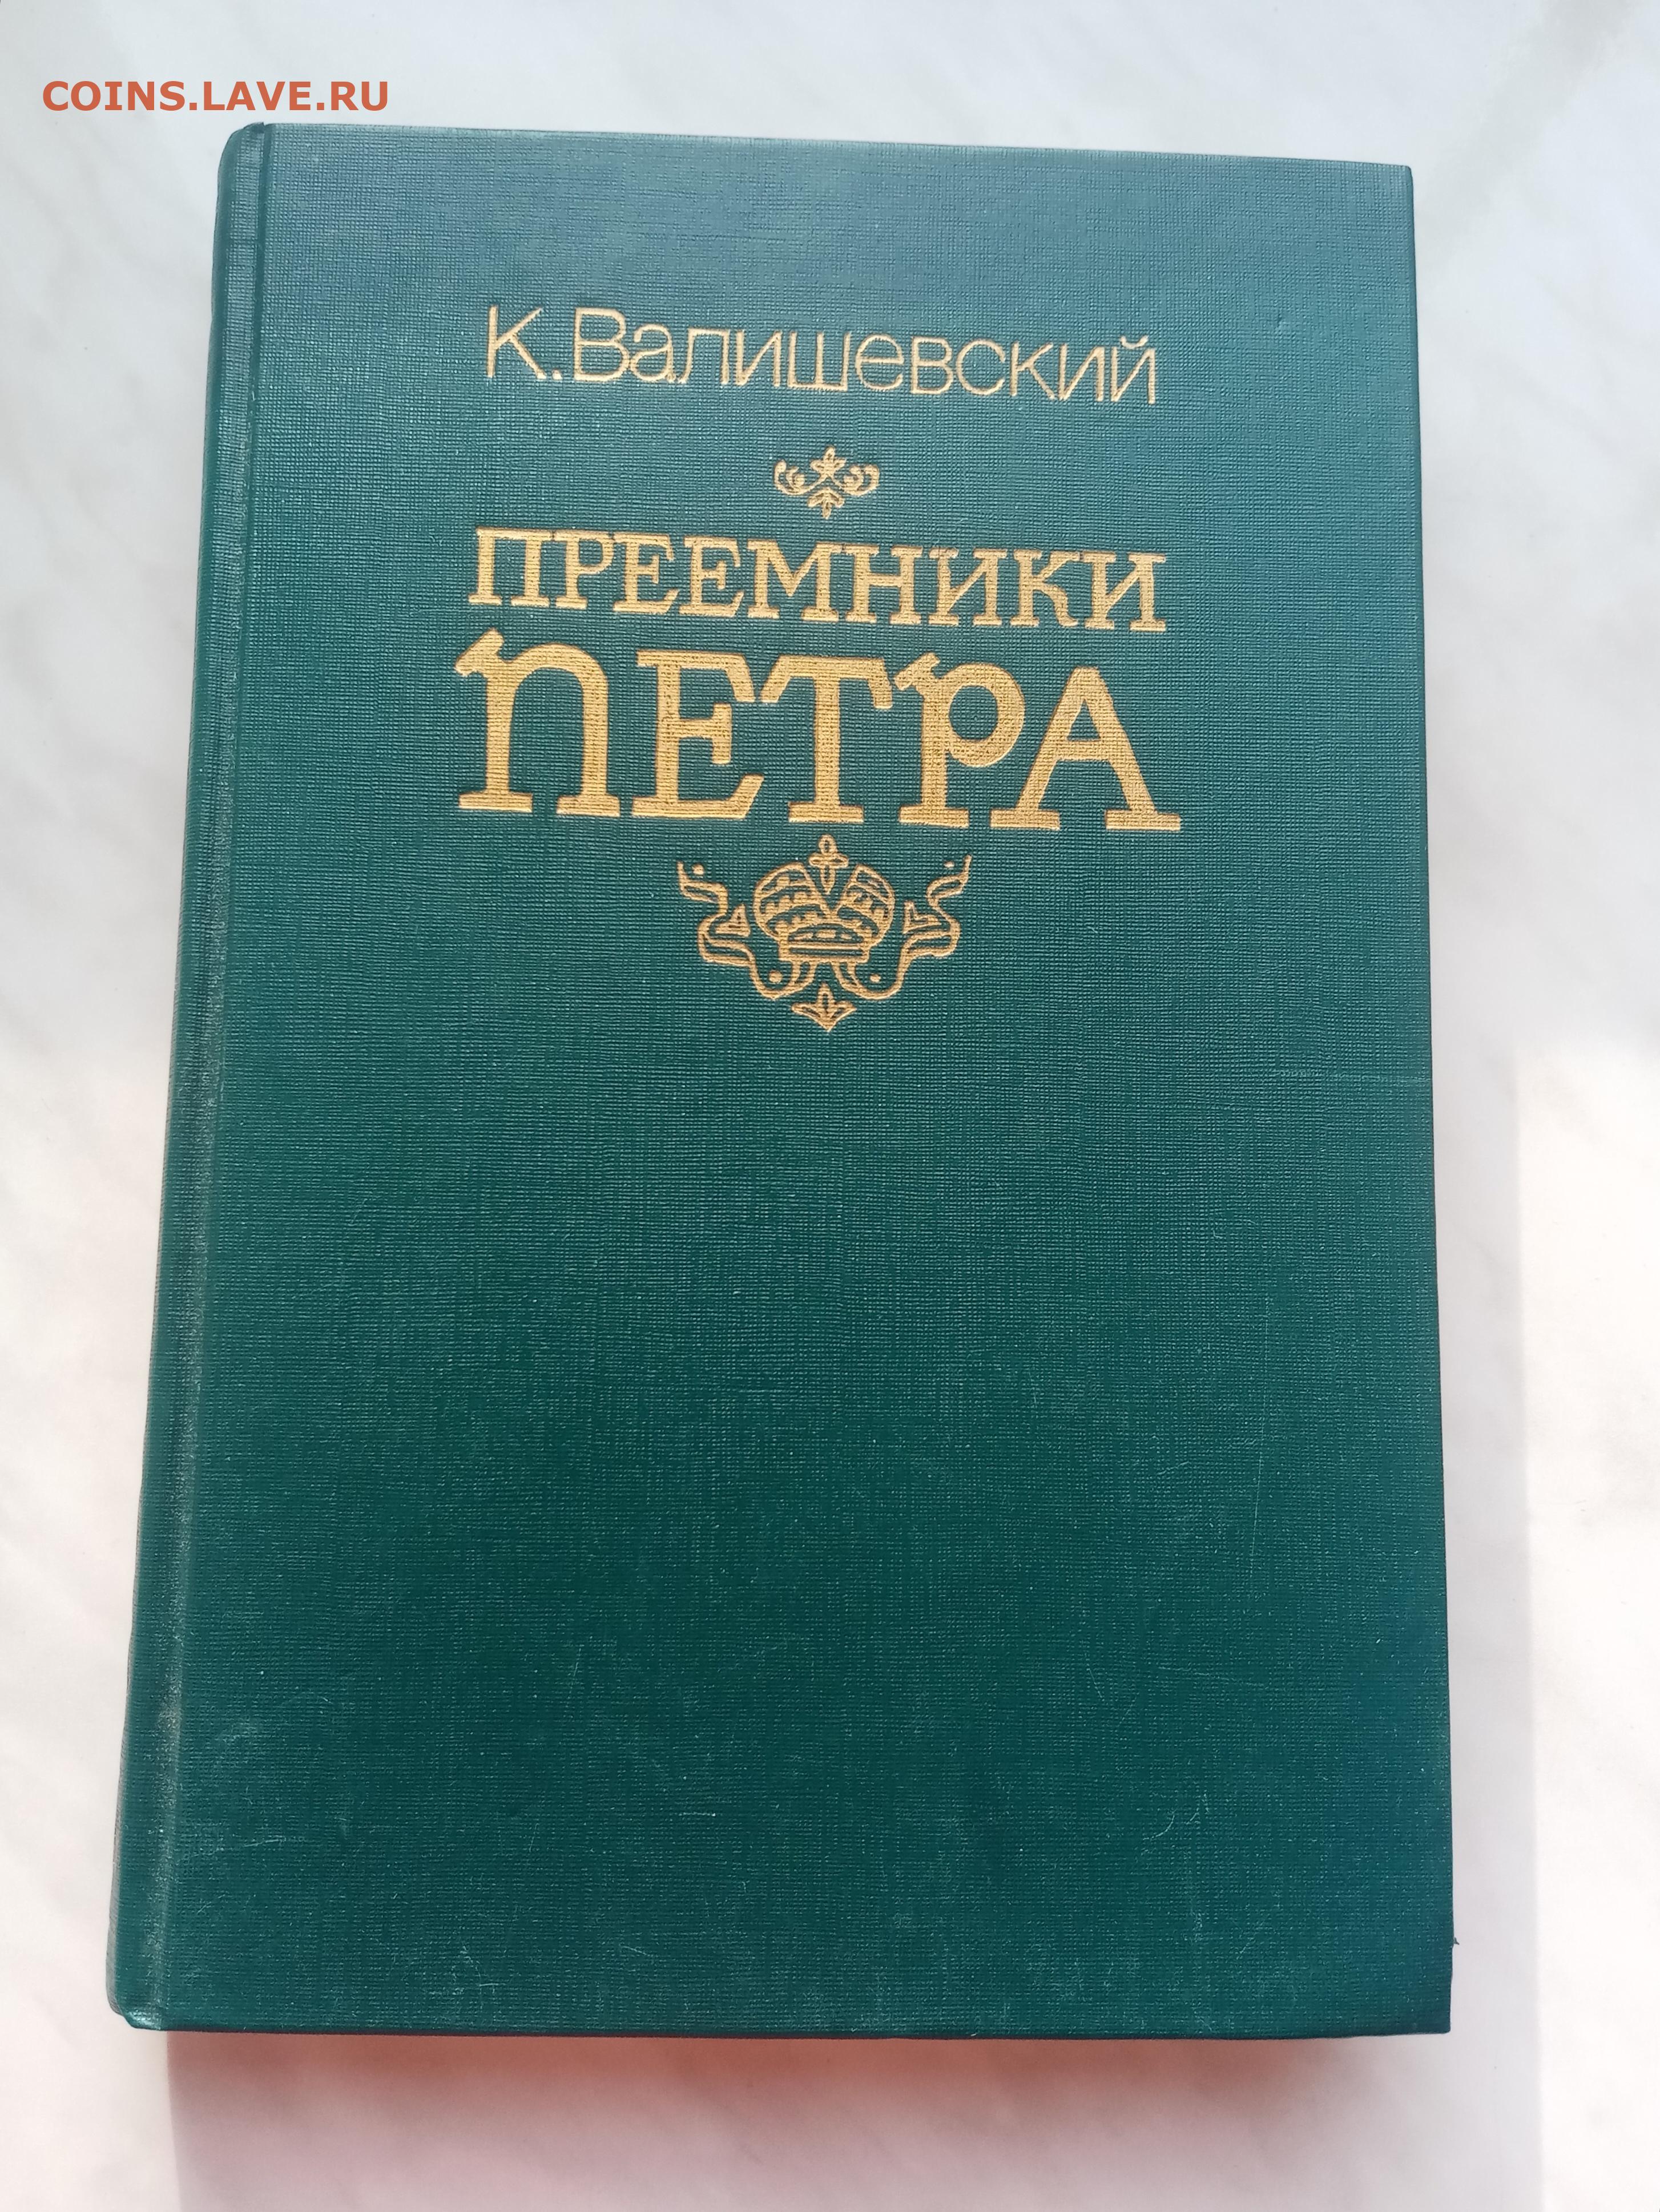 COINS.LAVE.RU
К.Валишевский
ПРЕЕМНИКИ
ПЕТРА